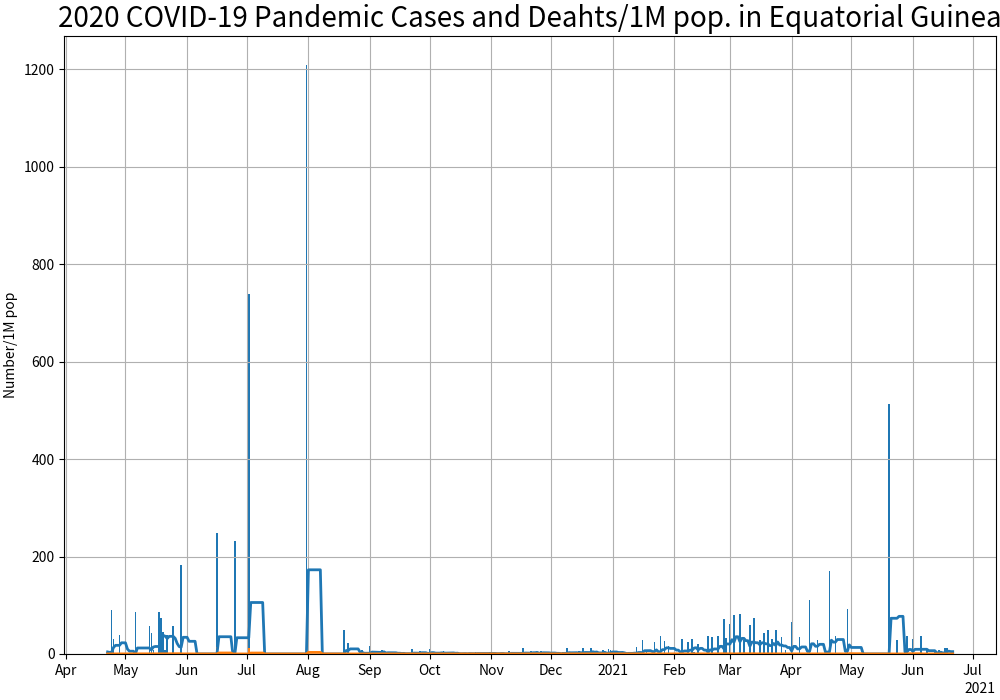 2020 COVID-19 Pandemic Cases and Deahts/1M pop. in Equatorial Guinea
1200
1000
800
600
400
200
0
Number/1M pop
Apr May Jun Jul Aug Sep Oct Nov Dec 2021 Feb Mar Apr May Jun Jul
2021